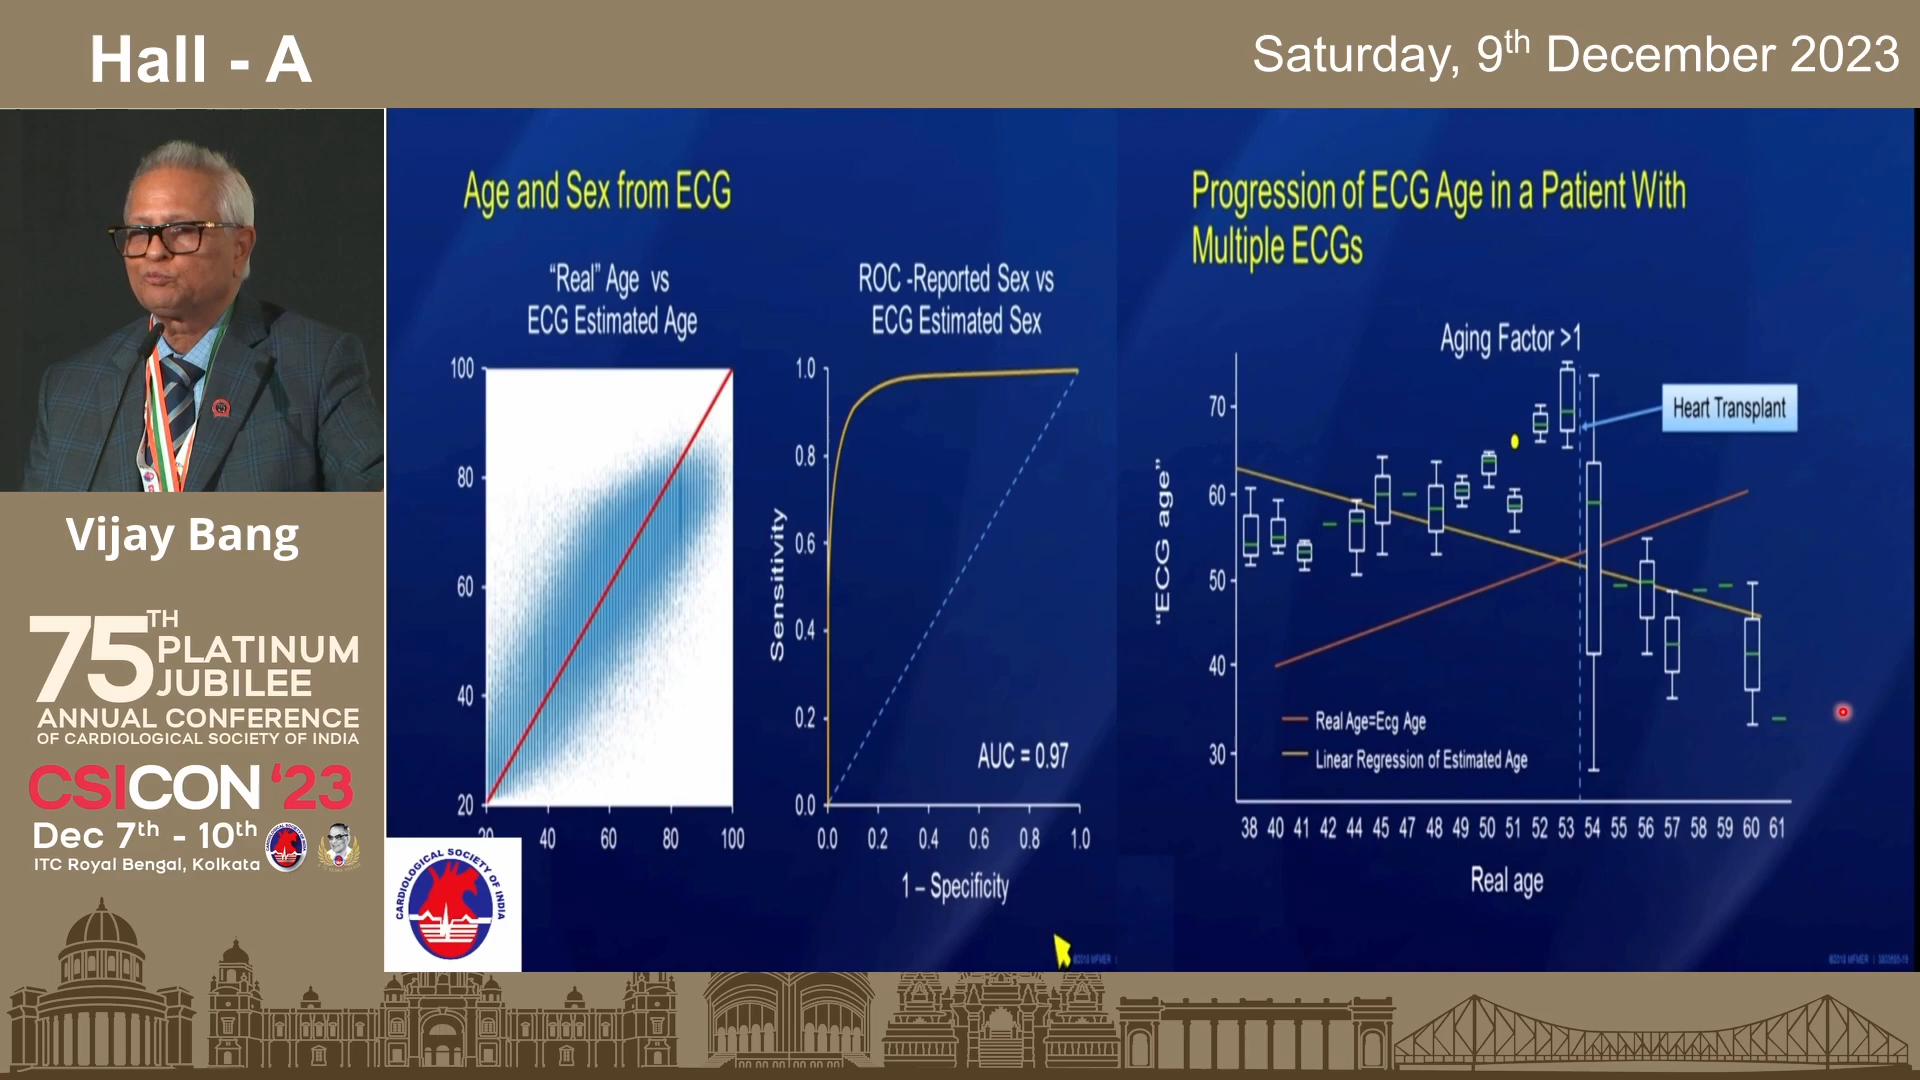 Hall - A
Saturday, 9th December 2023
Vijay Bang
75TH
PLATINUM
JUBILEE
ANNUAL CONFERENCE
OF CARDIOLOGICAL SOCIETY OF INDIA
CSICON '23
Dec 7th - 10th
ITC Royal Bengal, Kolkata
Age and Sex from ECG
"Real" Age vs
ECG Estimated Age
100
80
60
40
20
20 40 60 80 100
ROC -Reported Sex vs
ECG Estimated Sex
Sensitivity
1.0
0.8
0.6
0.4
0.2
0.0
AUC = 0.97
0.0 0.2 0.4 0.6 0.8 1.0
1 – Specificity
CARDIOLOGICAL SOCIETY OF INDIA
Progression of ECG Age in a Patient With
Multiple ECGs
Aging Factor >1
Heart Transplant
"ECG age"
70
60
50
40
30
Real Age=Ecg Age
Linear Regression of Estimated Age
38 40 41 42 44 45 47 48 49 50 51 52 53 54 55 56 57 58 59 60 61
Real age